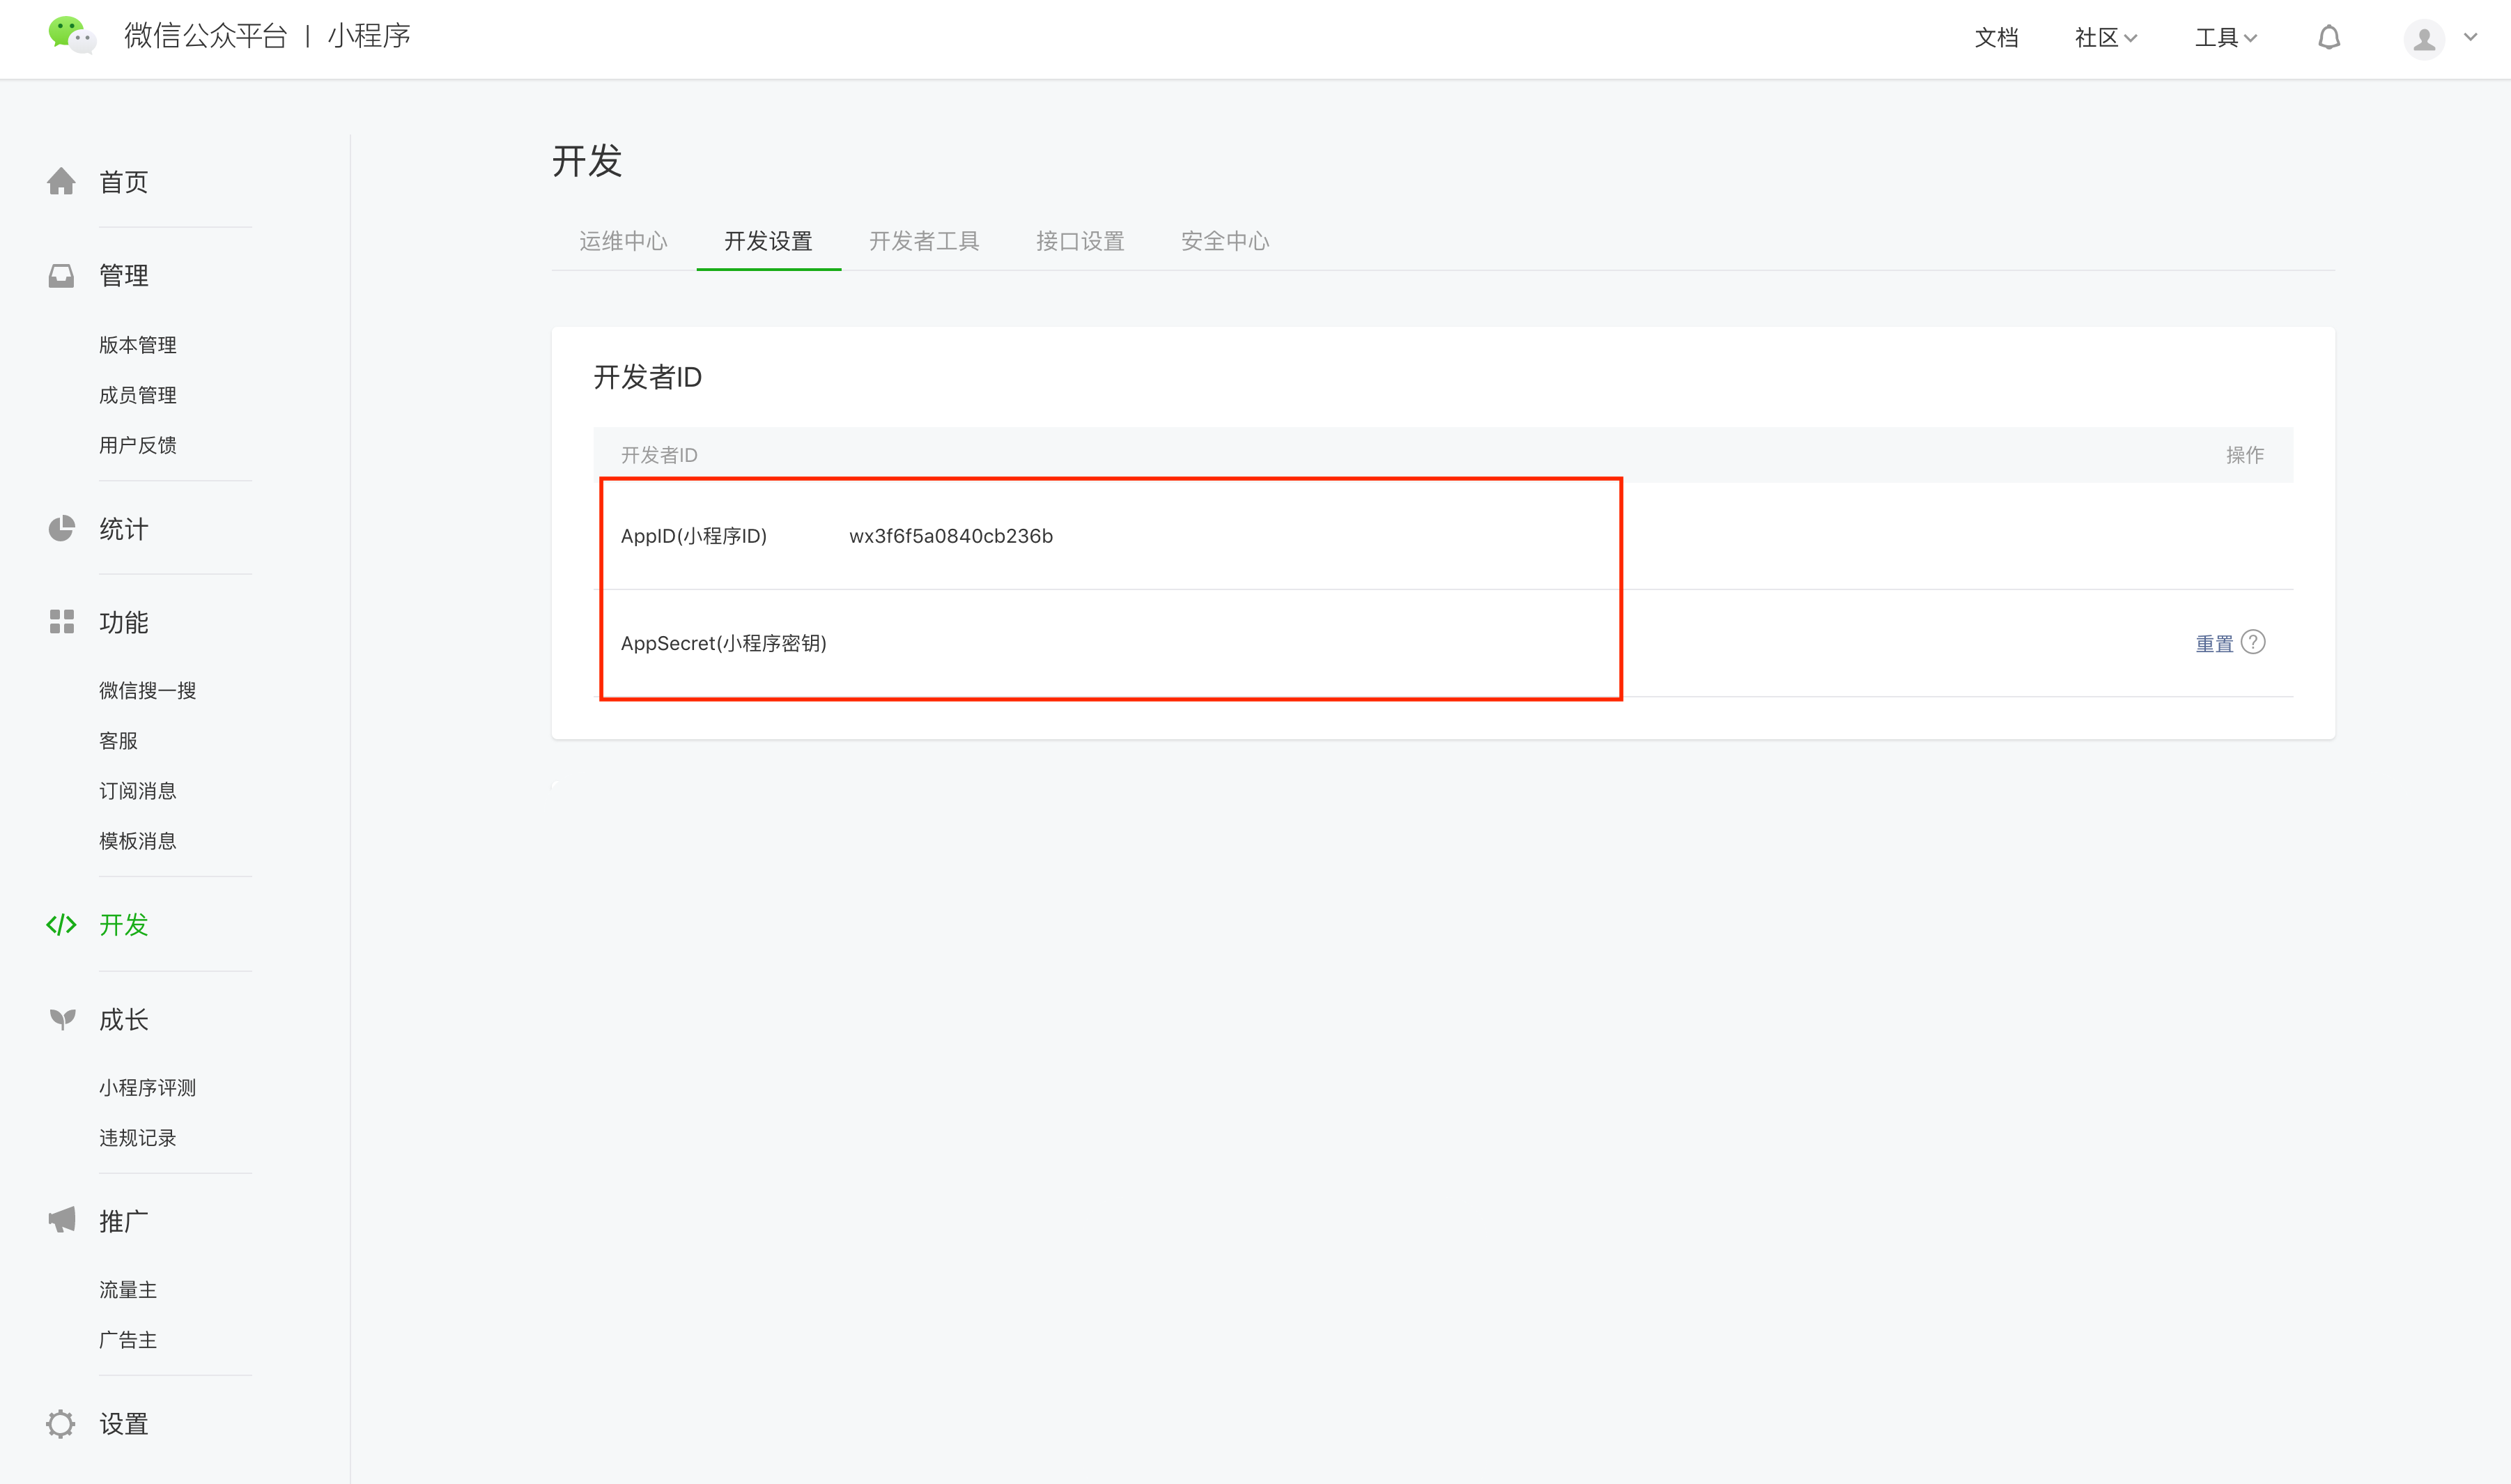 微信公众平台 | 小程序
文档 社区 工具
首页
管理
版本管理
成员管理
用户反馈
统计
功能
微信搜一搜
客服
订阅消息
模板消息
开发
成长
小程序评测
违规记录
推广
流量主
广告主
设置
开发
运维中心 开发设置 开发者工具 接口设置 安全中心
开发者ID
开发者ID 操作
AppID(小程序ID) wx3f6f5a0840cb236b
AppSecret(小程序密钥) 重置 ?